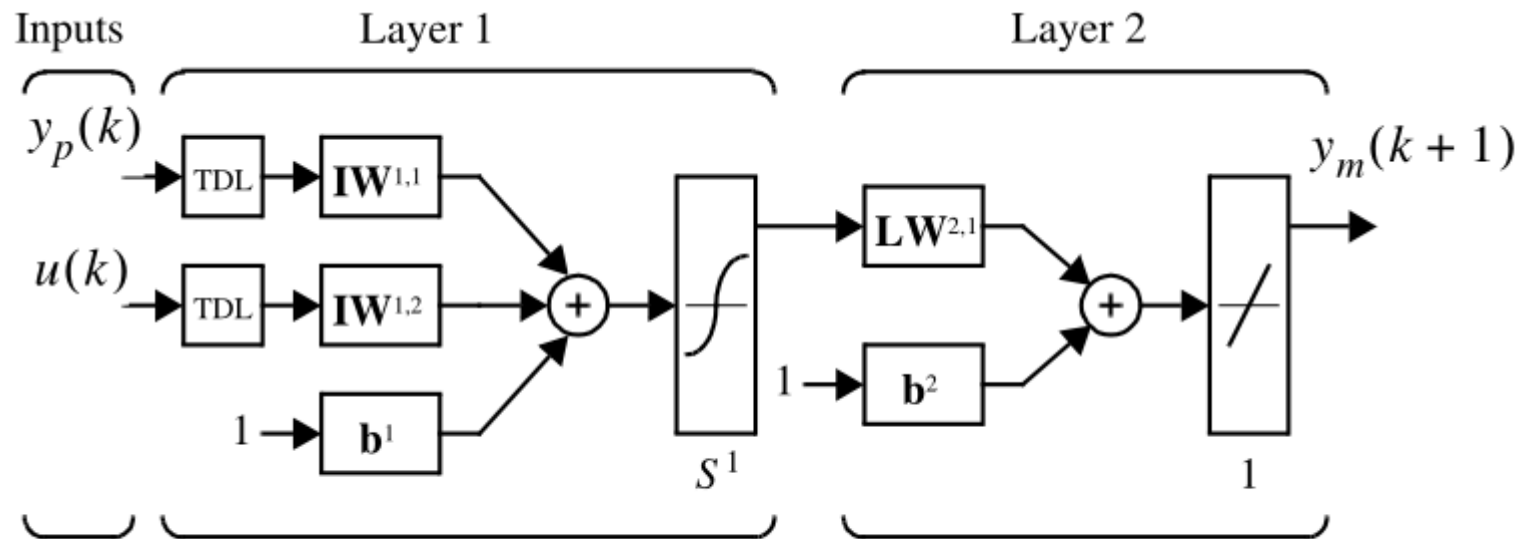 Inputs Layer 1 Layer 2
y_p(k)
TDL IW^{1,1}
y_m(k + 1)
LW^{2,1}
u(k)
TDL IW^{1,2} + +
1 b^2
1 b^1
S^1 1